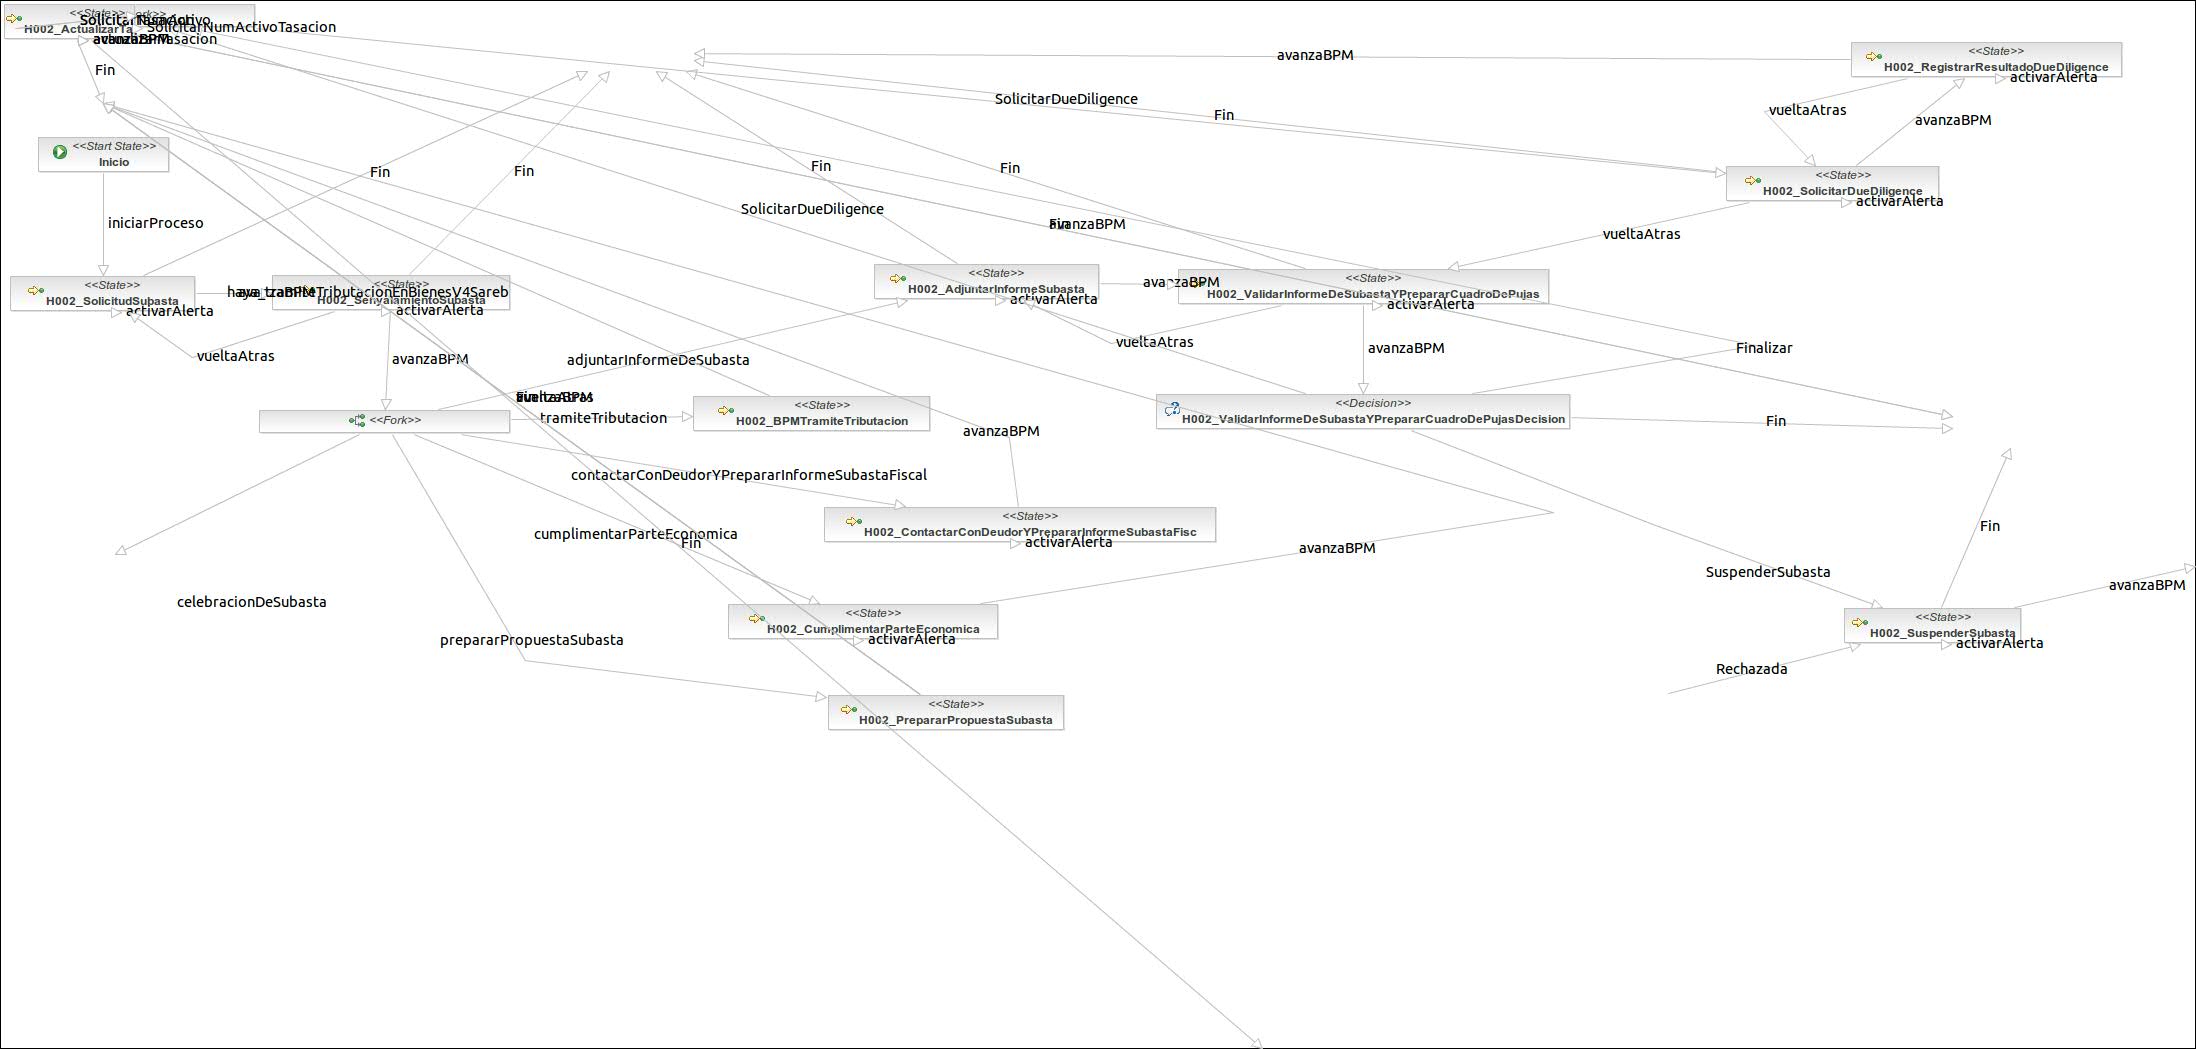 <<State>>
H002_ActualizarTa
SolicitarNumActivo
SolicitarNumActivoTasacion
avanzaBPM
Fin
avanzaBPM
<<State>>
H002_RegistrarResultadoDueDiligence
activarAlerta
SolicitarDueDiligence
Fin
vueltaAtras
avanzaBPM
<<Start State>>
Inicio
Fin
Fin
Fin
Fin
<<State>>
H002_SolicitarDueDiligence
activarAlerta
iniciarProceso
SolicitarDueDiligence
Fin
avanzaBPM
vueltaAtras
<<State>>
H002_SolicitudSubasta
activarAlerta
<<State>>
H002_SenyalamientoSubasta
activarAlerta
<<State>>
H002_AdjuntarInformeSubasta
activarAlerta
avanzaBPM
<<State>>
H002_ValidarInformeDeSubastaYPrepararCuadroDePujas
activarAlerta
vueltaAtras
avanzaBPM
adjuntarInformeDeSubasta
vueltaAtras
avanzaBPM
Finalizar
<<Fork>>
vueltaAtras
tramiteTributacion
<<State>>
H002_BPMTramiteTributacion
<<Decision>>
H002_ValidarInformeDeSubastaYPrepararCuadroDePujasDecision
Fin
avanzaBPM
contactarConDeudorYPrepararInformeSubastaFiscal
<<State>>
H002_ContactarConDeudorYPrepararInformeSubastaFisc
activarAlerta
Fin
cumplimentarParteEconomica
Fin
avanzaBPM
SuspenderSubasta
avanzaBPM
celebracionDeSubasta
<<State>>
H002_CumplimentarParteEconomica
activarAlerta
<<State>>
H002_SuspenderSubasta
activarAlerta
prepararPropuestaSubasta
Rechazada
<<State>>
H002_PrepararPropuestaSubasta